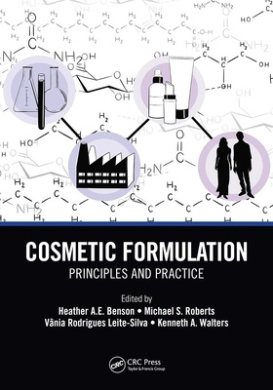 COSMETIC FORMULATION
PRINCIPLES AND PRACTICE
Edited by
Heather A.E. Benson • Michael S. Roberts
Vânia Rodrigues Leite-Silva • Kenneth A. Walters
CRC
CRC Press
Taylor & Francis Group